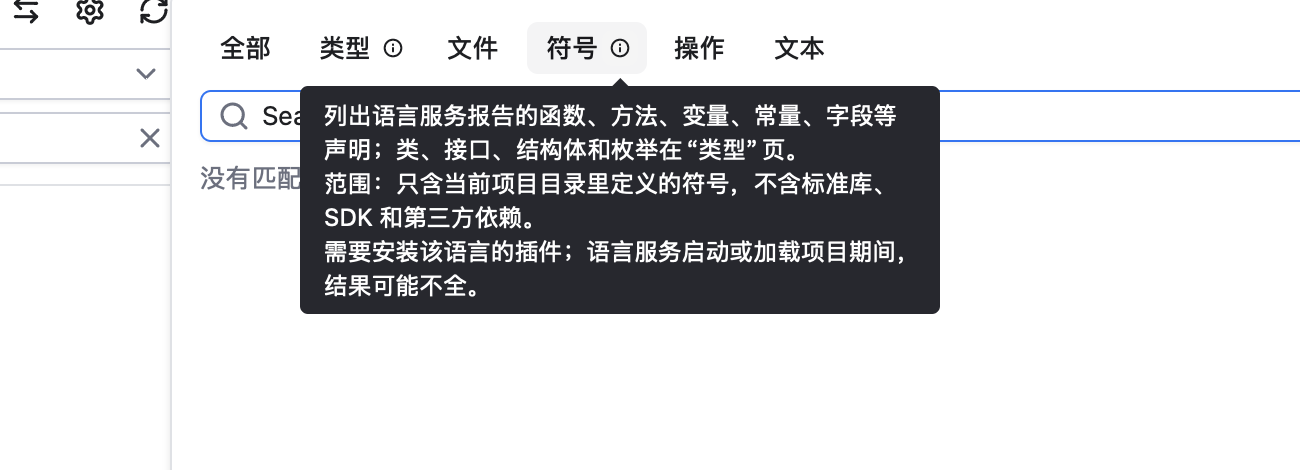 全部 类型 文件 符号 操作 文本
列出语言服务报告的函数、方法、变量、常量、字段等
声明；类、接口、结构体和枚举在“类型”页。
范围：只含当前项目目录里定义的符号，不含标准库、
SDK 和第三方依赖。
需要安装该语言的插件；语言服务启动或加载项目期间，
结果可能不全。
Sea
没有匹配